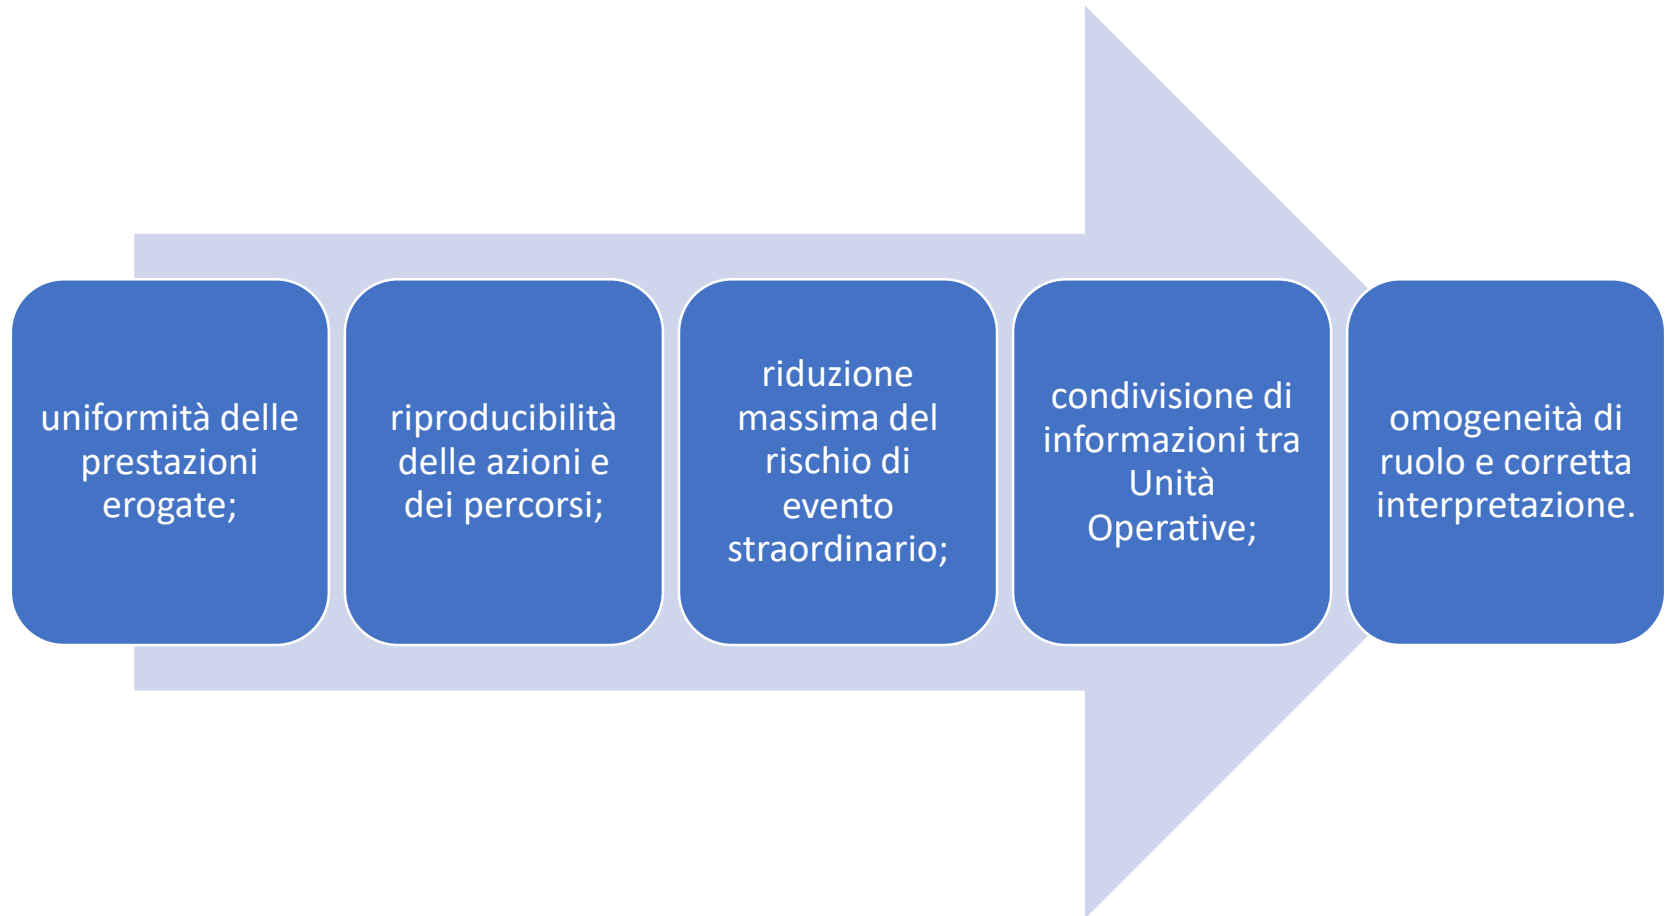 uniformità delle
prestazioni
erogate;
riproducibilità
delle azioni e
dei percorsi;
riduzione
massima del
rischio di
evento
straordinario;
condivisione di
informazioni tra
Unità
Operative;
omogeneità di
ruolo e corretta
interpretazione.